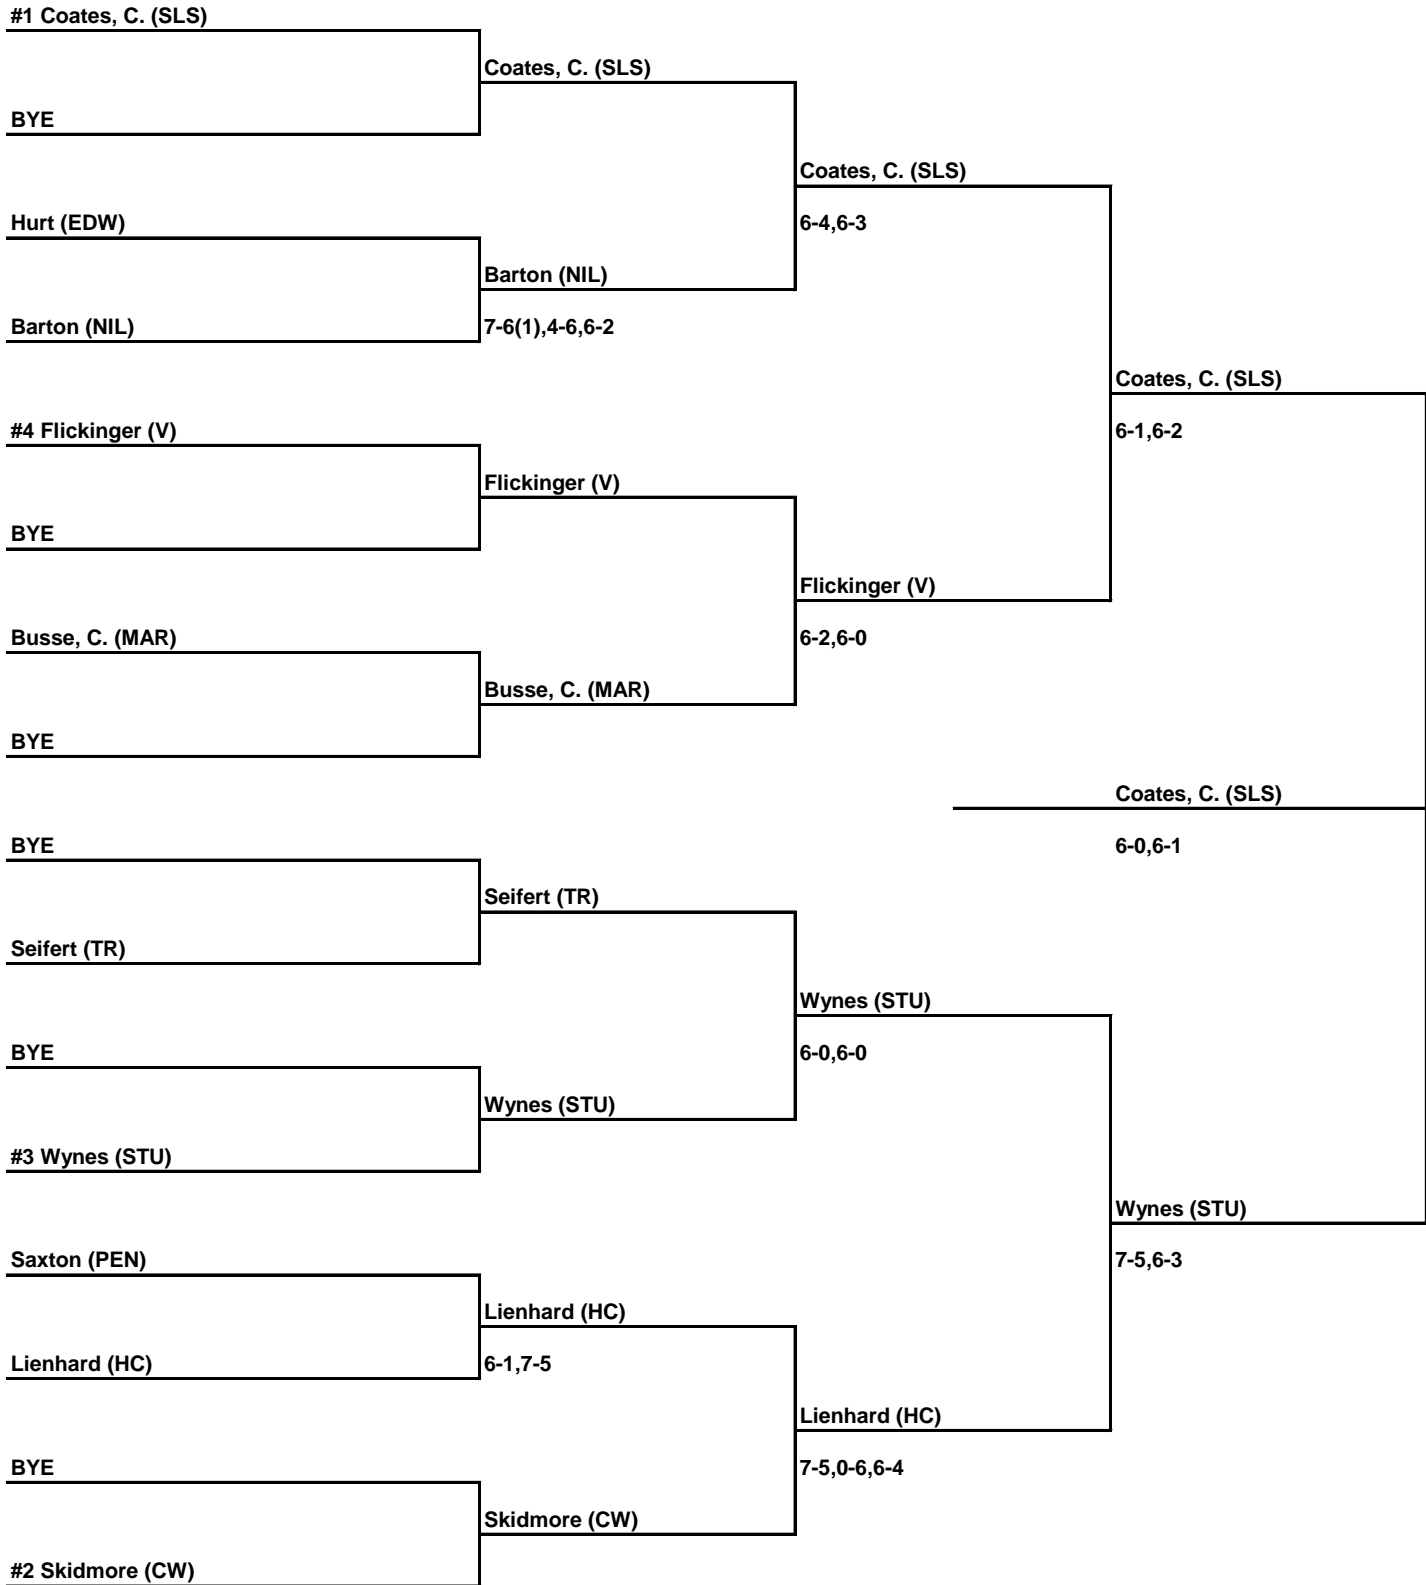 #1 Coates, C. (SLS)
Coates, C. (SLS)
BYE
Coates, C. (SLS)
Hurt (EDW)
6-4,6-3
Barton (NIL)
Barton (NIL)
7-6(1),4-6,6-2
Coates, C. (SLS)
#4 Flickinger (V)
6-1,6-2
Flickinger (V)
BYE
Flickinger (V)
Busse, C. (MAR)
6-2,6-0
Busse, C. (MAR)
BYE
Coates, C. (SLS)
BYE
6-0,6-1
Seifert (TR)
Seifert (TR)
Wynes (STU)
BYE
6-0,6-0
Wynes (STU)
#3 Wynes (STU)
Wynes (STU)
Saxton (PEN)
7-5,6-3
Lienhard (HC)
Lienhard (HC)
6-1,7-5
Lienhard (HC)
BYE
7-5,0-6,6-4
Skidmore (CW)
#2 Skidmore (CW)